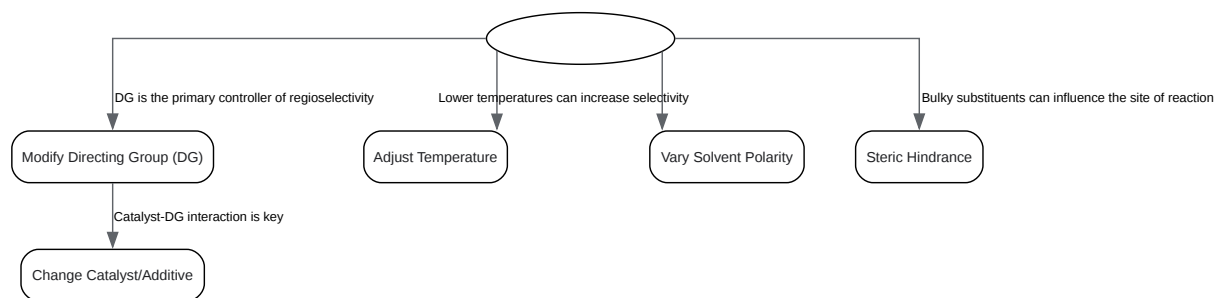 DG is the primary controller of regioselectivity
Lower temperatures can increase selectivity
Bulky substituents can influence the site of reaction
Modify Directing Group (DG)
Adjust Temperature
Vary Solvent Polarity
Steric Hindrance
Catalyst-DG interaction is key
Change Catalyst/Additive